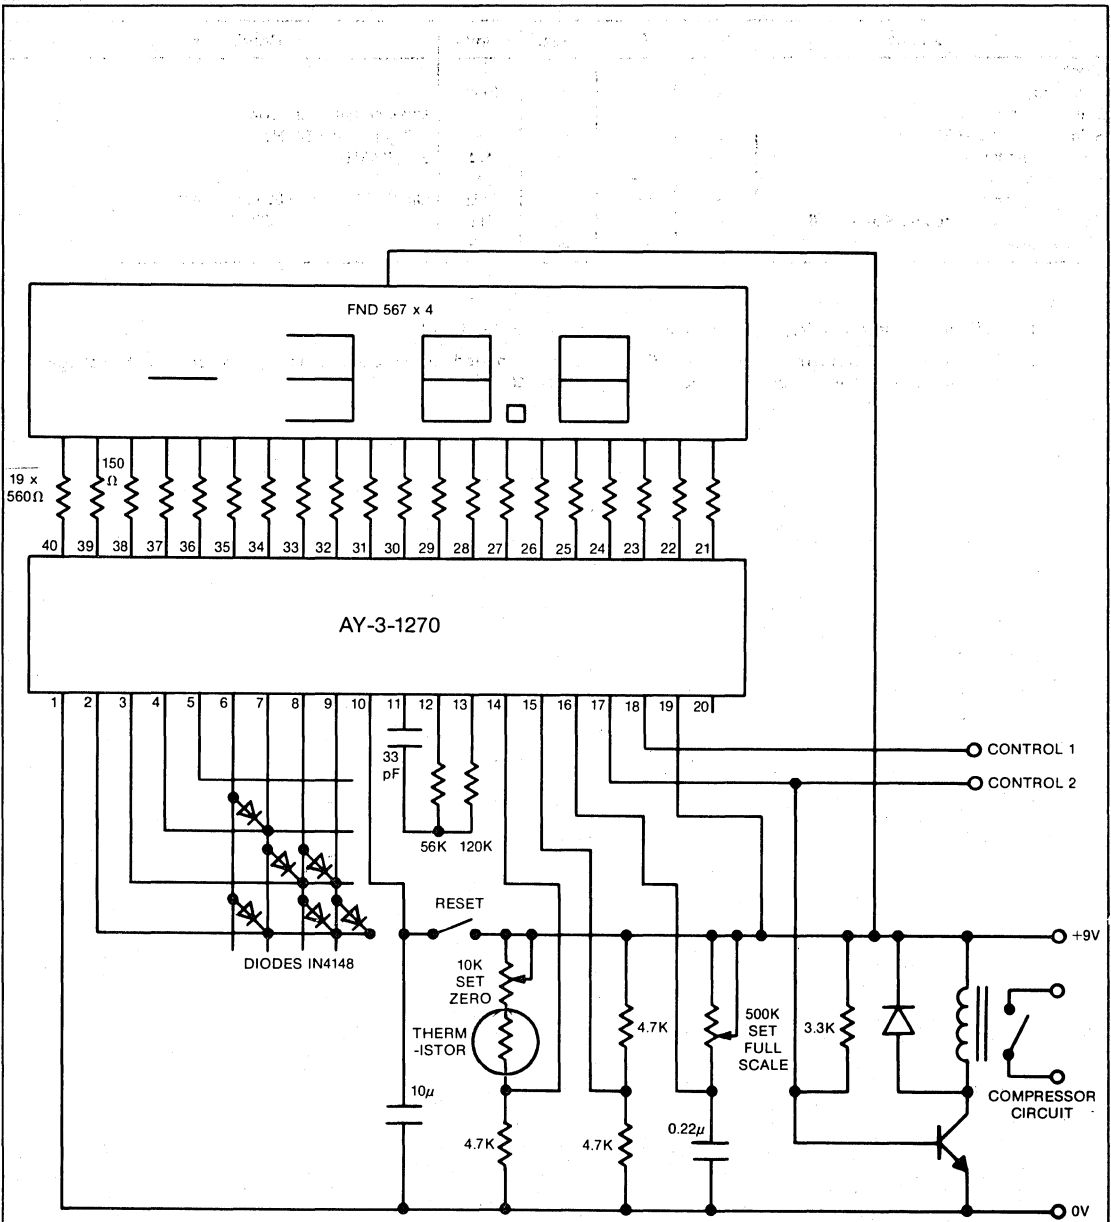 FND 567 x 4
19 x
560Ω
150
Ω
40 39 38 37 36 35 34 33 32 31 30 29 28 27 26 25 24 23 22 21
AY-3-1270
1 2 3 4 5 6 7 8 9 10 11 12 13 14 15 16 17 18 19 20
33
pF
56K 120K
CONTROL 1
CONTROL 2
RESET
DIODES IN4148
+9V
10K
SET
ZERO
THERM
-ISTOR
4.7K
500K
SET
FULL
SCALE
3.3K
COMPRESSOR
CIRCUIT
10μ
4.7K
4.7K
0.22μ
0V